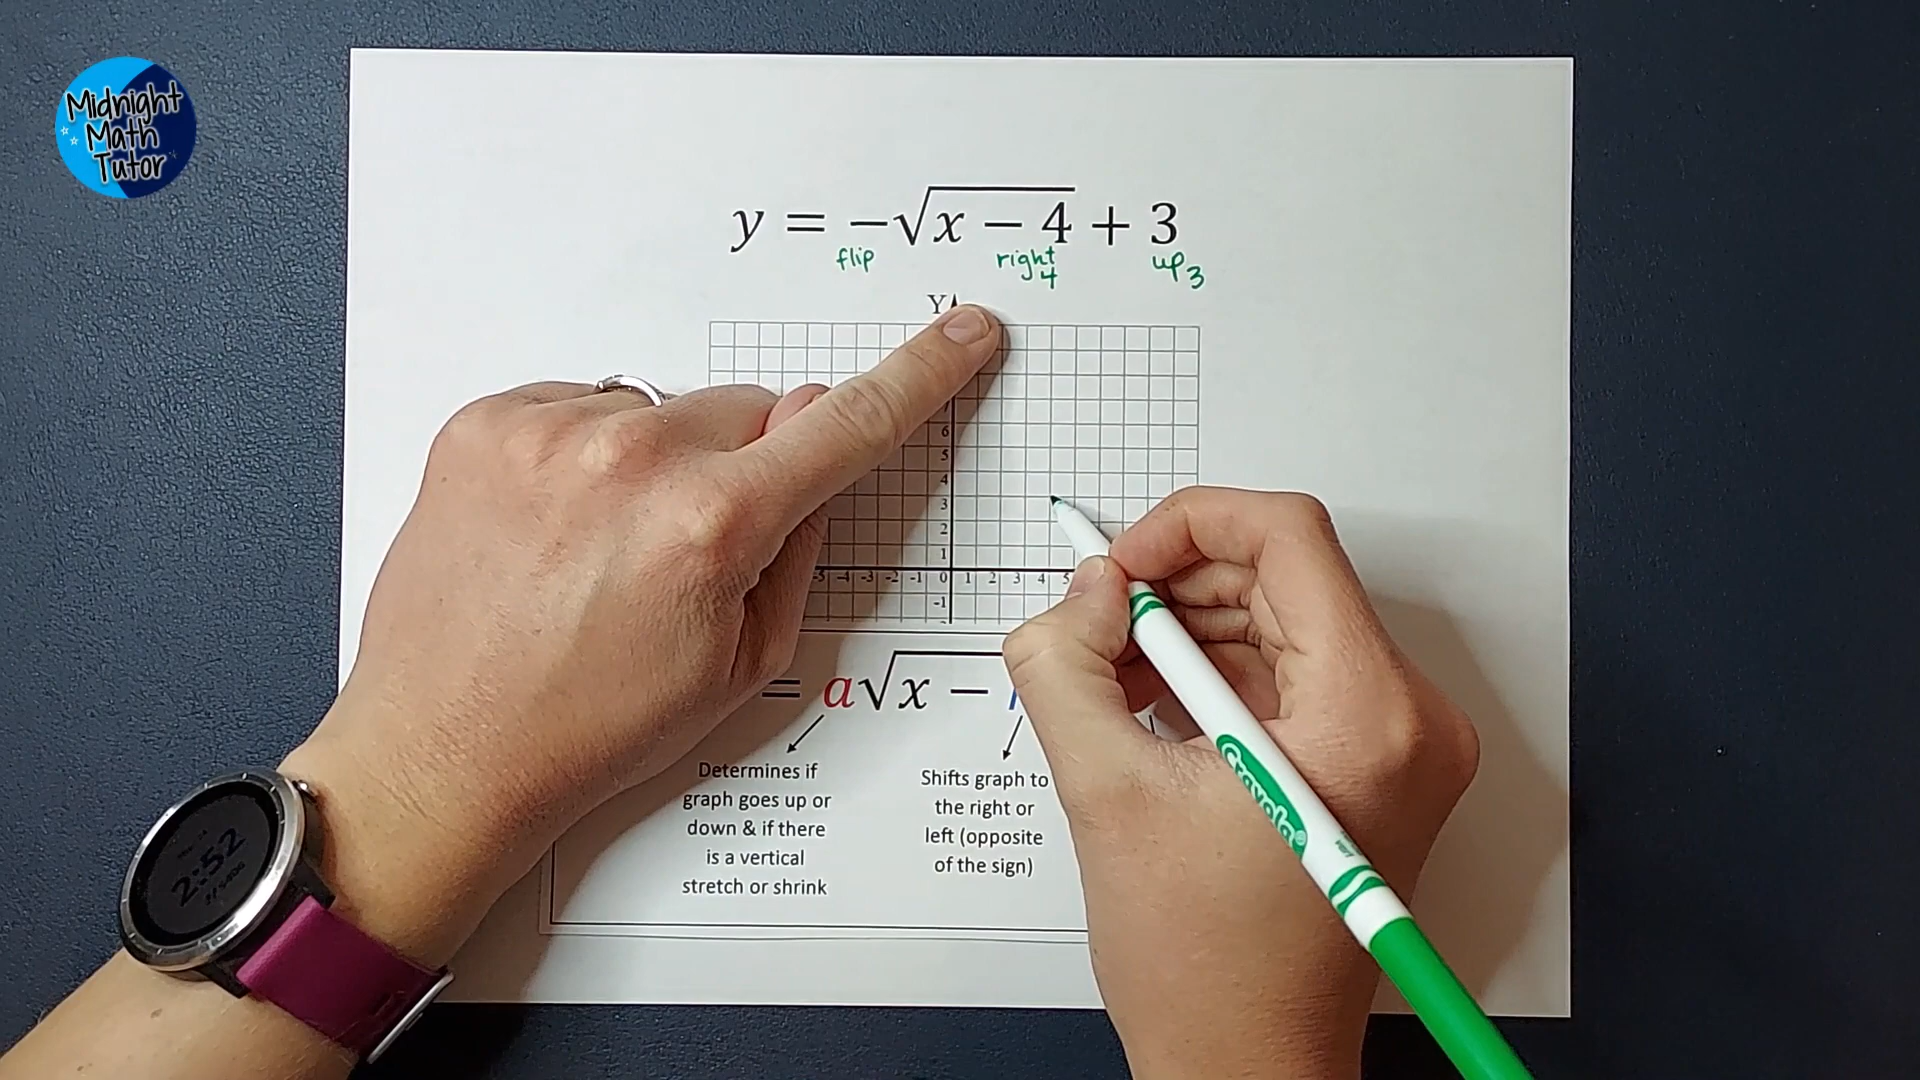 Midnight
Math
Tutor
y = −√x − 4 + 3
flip right 4 up 3
Y
7
6
5
4
3
2
1
-5 -4 -3 -2 -1 0 1 2 3 4 5
-1
= a√x −
Determines if
graph goes up or
down & if there
is a vertical
stretch or shrink
Shifts graph to
the right or
left (opposite
of the sign)
2:52
Crayola